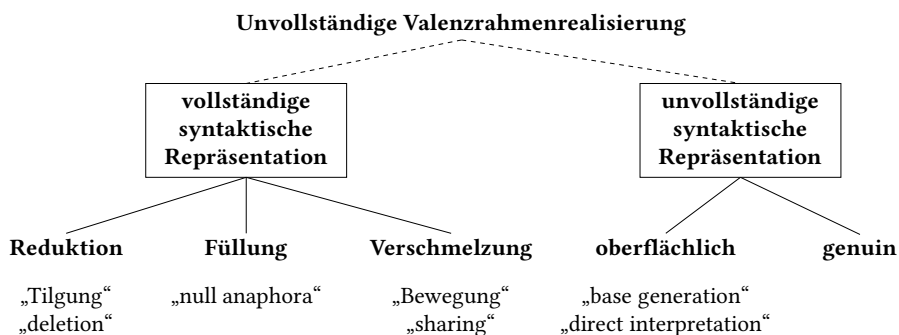 Unvollständige Valenzrahmenrealisierung
vollständige
syntaktische
Repräsentation
unvollständige
syntaktische
Repräsentation
Reduktion Füllung Verschmelzung oberflächlich genuin
„Tilgung“ „null anaphora“ „Bewegung“ „base generation“
„deletion“ „sharing“ „direct interpretation“